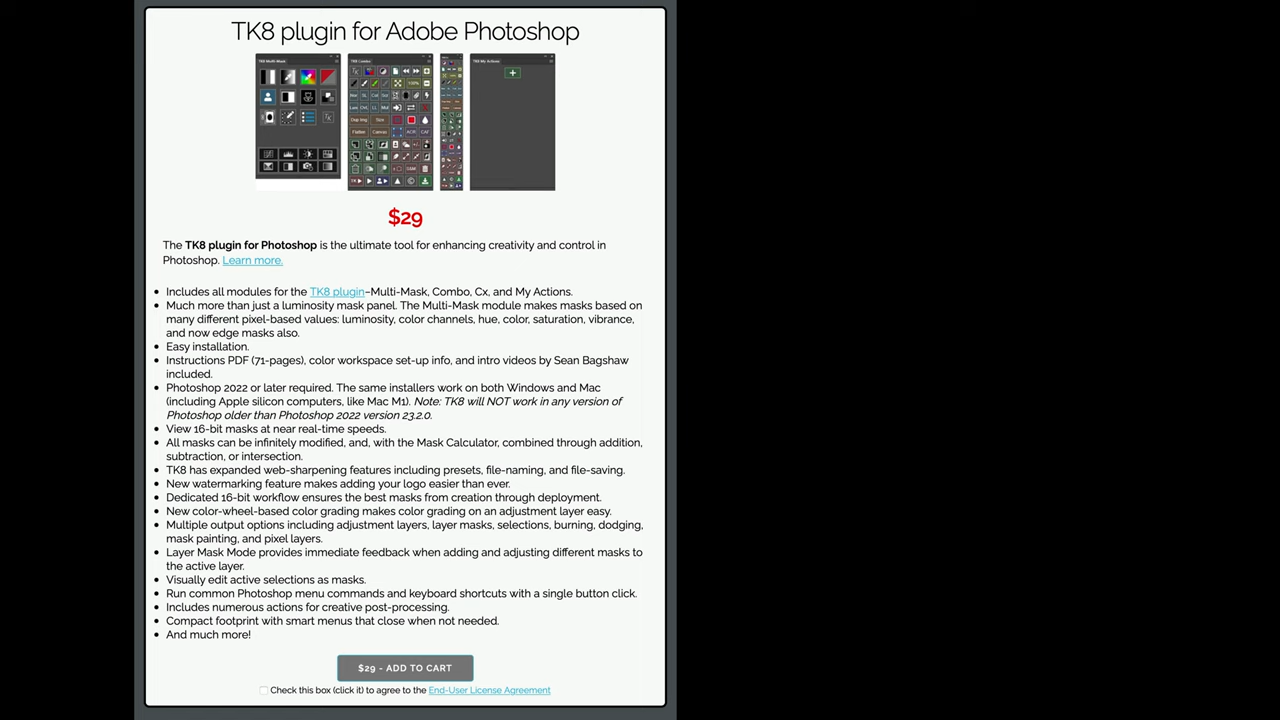 TK8 plugin for Adobe Photoshop
TK8 Multi-Mask
TK8 Combo
TK8 My Actions
$29
The TK8 plugin for Photoshop is the ultimate tool for enhancing creativity and control in
Photoshop. Learn more.
• Includes all modules for the TK8 plugin–Multi-Mask, Combo, Cx, and My Actions.
• Much more than just a luminosity mask panel. The Multi-Mask module makes masks based on
many different pixel-based values: luminosity, color channels, hue, color, saturation, vibrance,
and now edge masks also.
• Easy installation.
• Instructions PDF (71-pages), color workspace set-up info, and intro videos by Sean Bagshaw
included.
• Photoshop 2022 or later required. The same installers work on both Windows and Mac
(including Apple silicon computers, like Mac M1). Note: TK8 will NOT work in any version of
Photoshop older than Photoshop 2022 version 23.2.0.
• View 16-bit masks at near real-time speeds.
• All masks can be infinitely modified, and, with the Mask Calculator, combined through addition,
subtraction, or intersection.
• TK8 has expanded web-sharpening features including presets, file-naming, and file-saving.
• New watermarking feature makes adding your logo easier than ever.
• Dedicated 16-bit workflow ensures the best masks from creation through deployment.
• New color-wheel-based color grading makes color grading on an adjustment layer easy.
• Multiple output options including adjustment layers, layer masks, selections, burning, dodging,
mask painting, and pixel layers.
• Layer Mask Mode provides immediate feedback when adding and adjusting different masks to
the active layer.
• Visually edit active selections as masks.
• Run common Photoshop menu commands and keyboard shortcuts with a single button click.
• Includes numerous actions for creative post-processing.
• Compact footprint with smart menus that close when not needed.
• And much more!
$29 - ADD TO CART
Check this box (click it) to agree to the End-User License Agreement